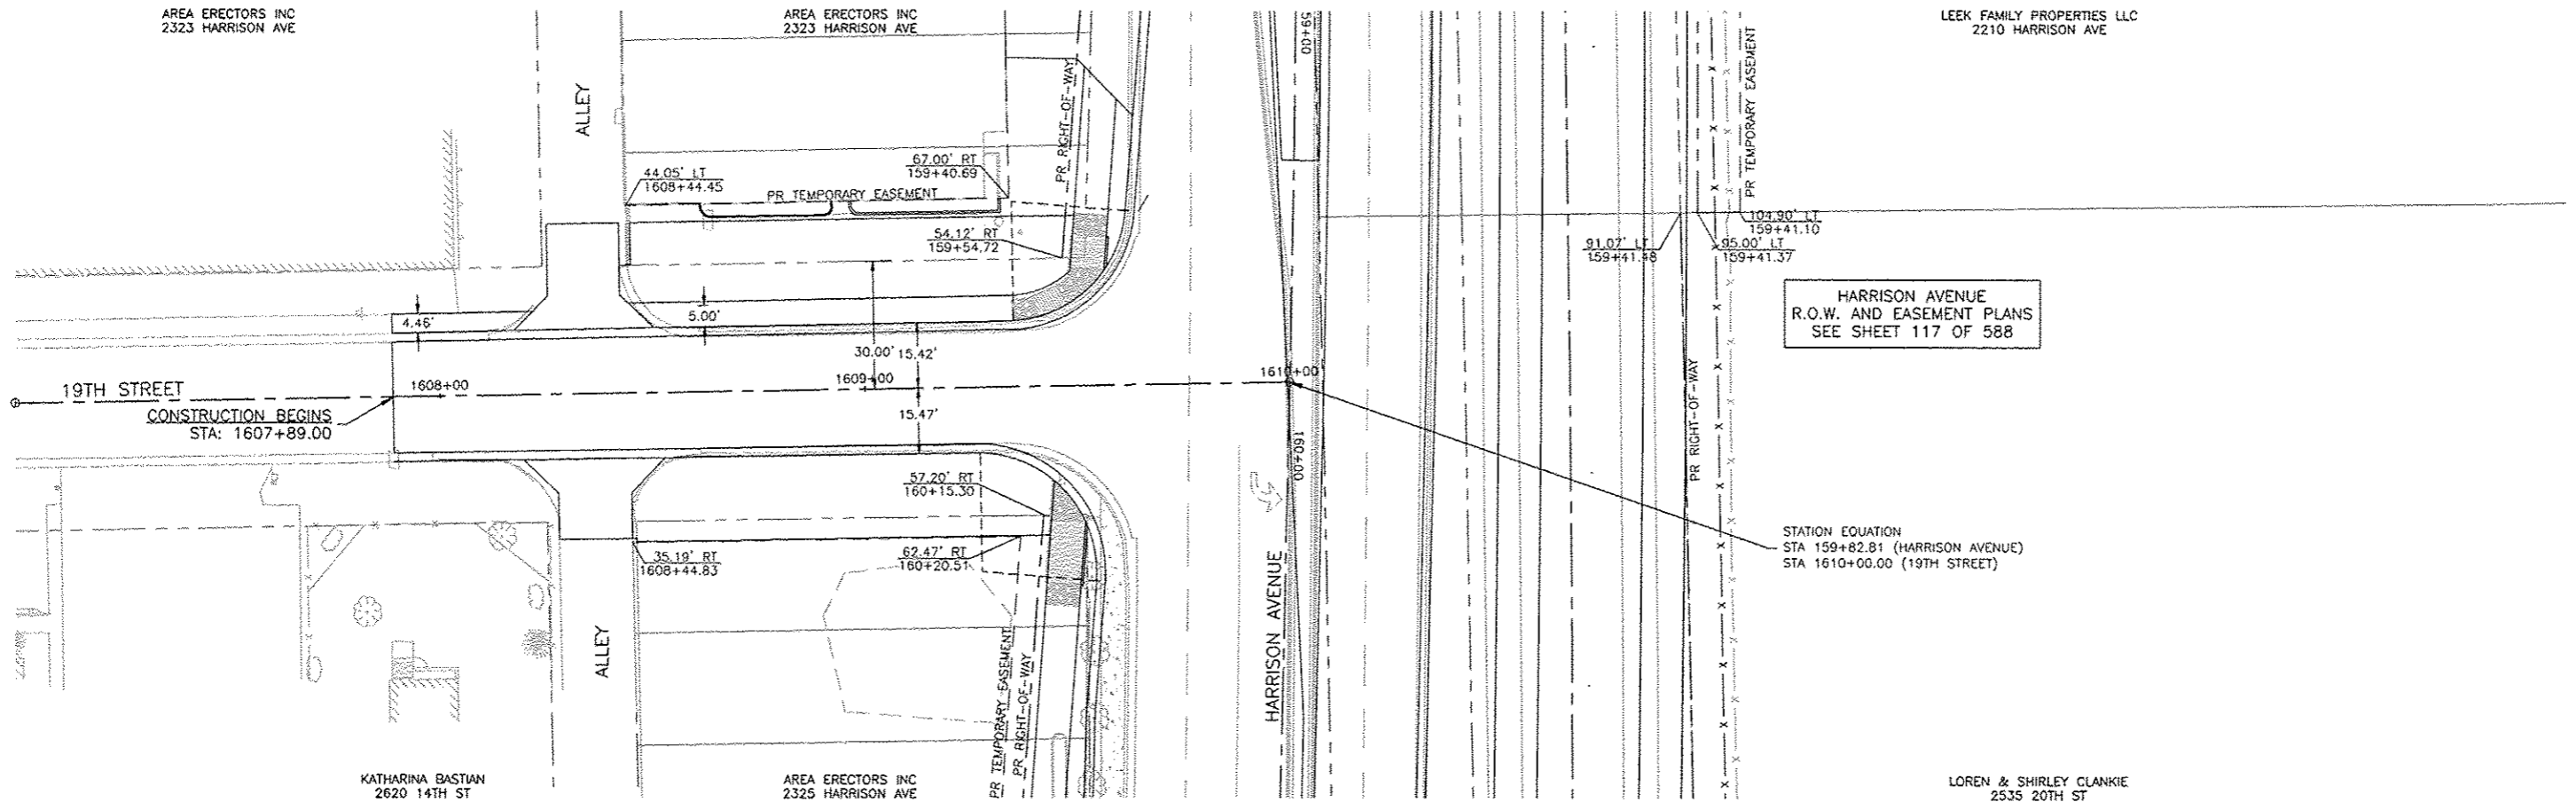 AREA ERECTORS INC
2323 HARRISON AVE
AREA ERECTORS INC
2323 HARRISON AVE
LEEK FAMILY PROPERTIES LLC
2210 HARRISON AVE
ALLEY
59+00
PR RIGHT-OF-WAY
PR TEMPORARY EASEMENT
44.05' LT
1608+44.45
PR TEMPORARY EASEMENT
67.00' RT
159+40.69
54.12' RT
159+54.72
104.90' LT
159+41.10
91.07' LT
159+41.48
95.00' LT
159+41.37
HARRISON AVENUE
R.O.W. AND EASEMENT PLANS
SEE SHEET 117 OF 588
4.46'
5.00'
30.00'
15.42'
19TH STREET
1608+00
1609+00
1610+00
CONSTRUCTION BEGINS
STA: 1607+89.00
15.47'
160+00
PR RIGHT-OF-WAY
57.20' RT
160+15.30
35.19' RT
1608+44.83
62.47' RT
160+20.51
STATION EQUATION
STA 159+82.81 (HARRISON AVENUE)
STA 1610+00.00 (19TH STREET)
ALLEY
HARRISON AVENUE
PR TEMPORARY EASEMENT
PR RIGHT-OF-WAY
KATHARINA BASTIAN
2620 14TH ST
AREA ERECTORS INC
2325 HARRISON AVE
LOREN & SHIRLEY CLANKIE
2535 20TH ST